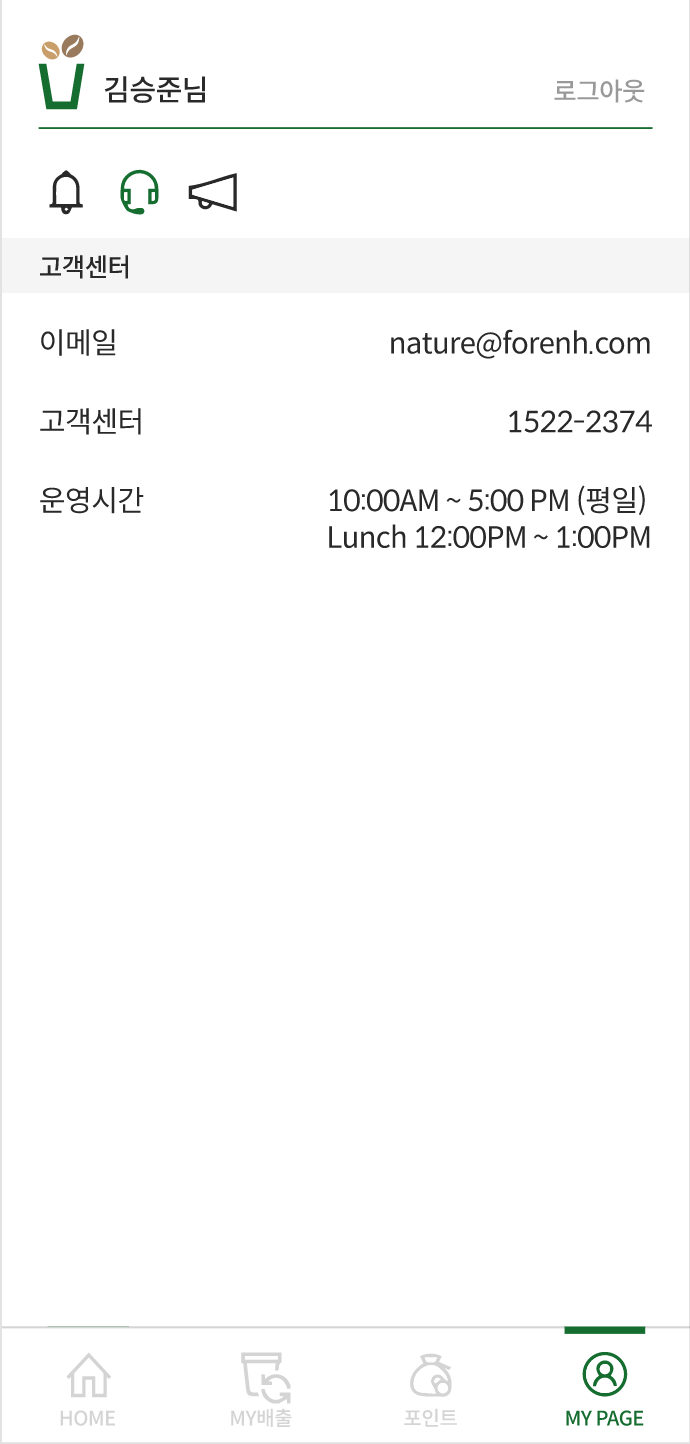 김승준님 로그아웃
고객센터
이메일 nature@forenh.com
고객센터 1522-2374
운영시간 10:00AM ~ 5:00 PM (평일)
Lunch 12:00PM ~ 1:00PM
HOME MY배출 포인트 MY PAGE